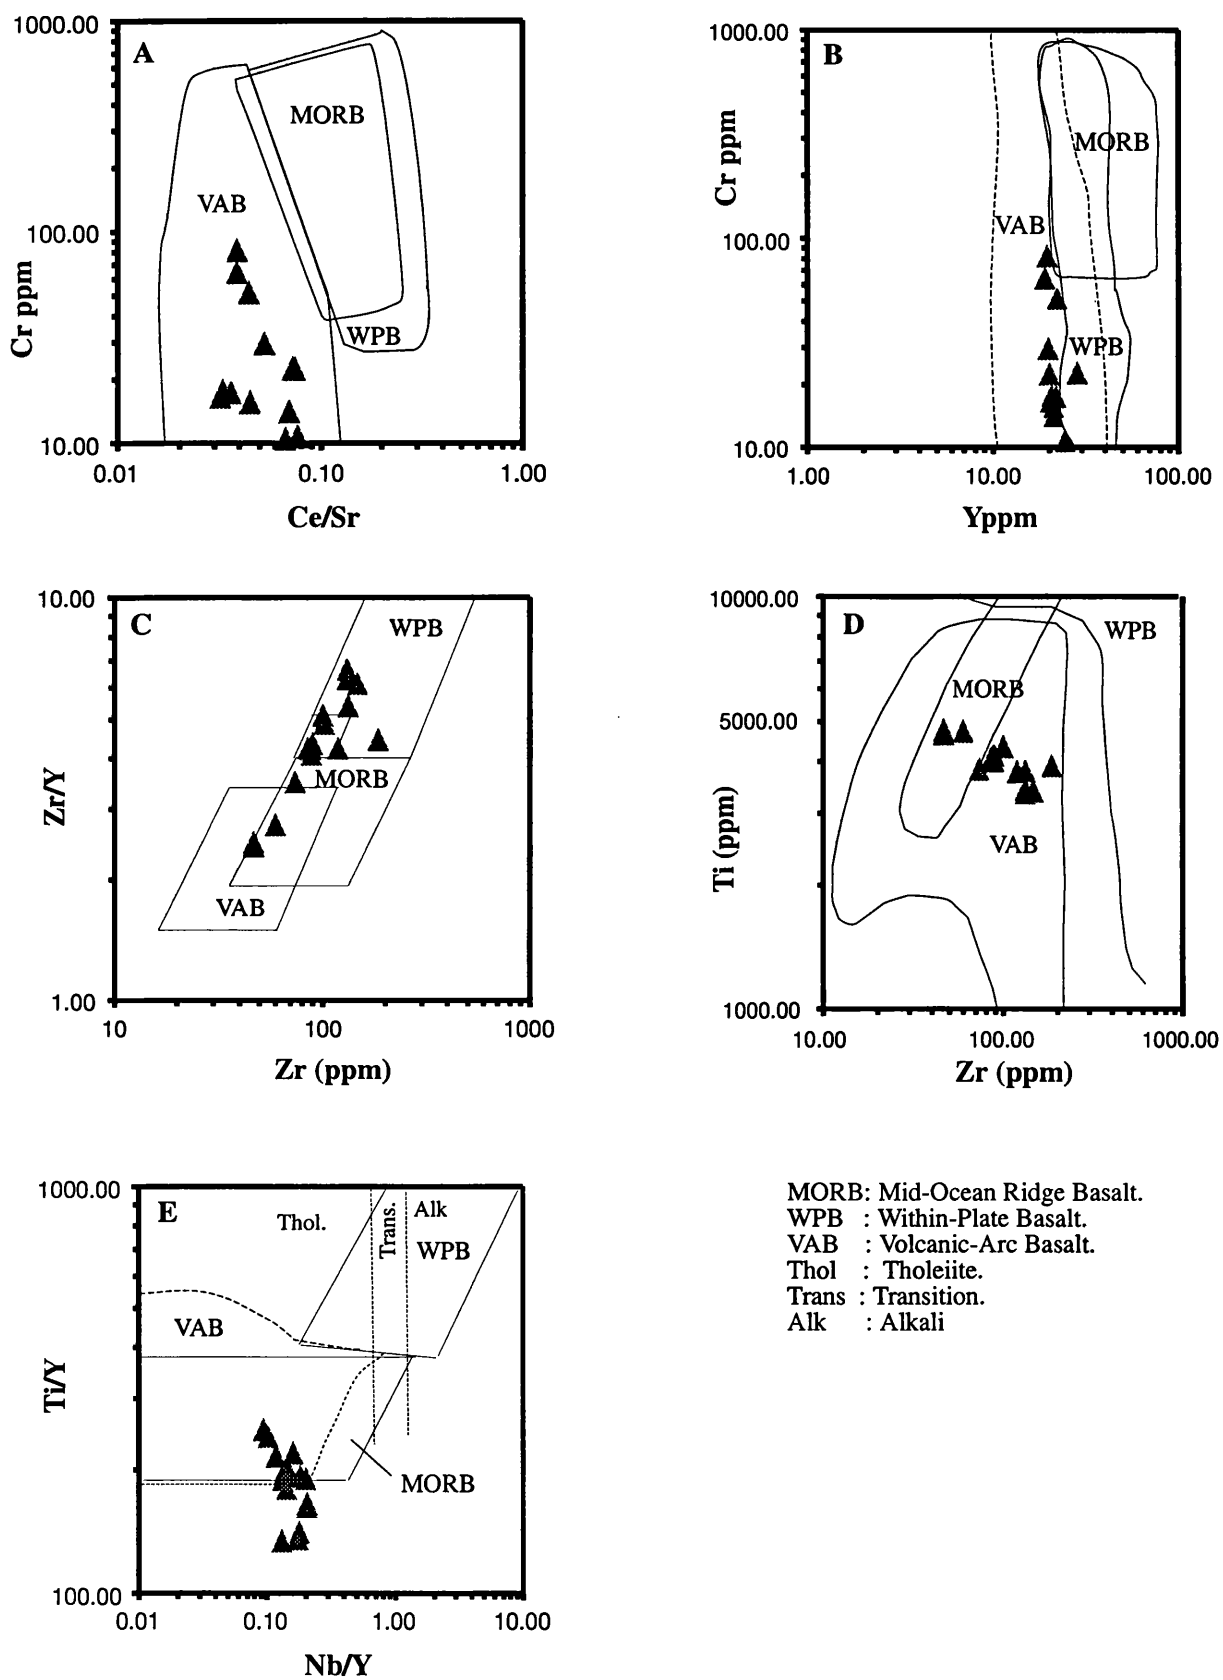 1000.00
A
MORB
VAB
100.00
Cr ppm
WPB
10.00
0.01
0.10
1.00
Ce/Sr
1000.00
B
Cr ppm
MORB
VAB
100.00
WPB
10.00
1.00
10.00
100.00
Yppm
10.00
C
WPB
Zr/Y
MORB
VAB
1.00
10
100
1000
Zr (ppm)
10000.00
D
WPB
MORB
5000.00
Ti (ppm)
VAB
1000.00
10.00
100.00
1000.00
Zr (ppm)
1000.00
E
Thol.
Trans.
Alk
WPB
VAB
Ti/Y
MORB
100.00
0.01
0.10
1.00
10.00
Nb/Y
MORB: Mid-Ocean Ridge Basalt.
WPB : Within-Plate Basalt.
VAB : Volcanic-Arc Basalt.
Thol : Tholeiite.
Trans : Transition.
Alk : Alkali